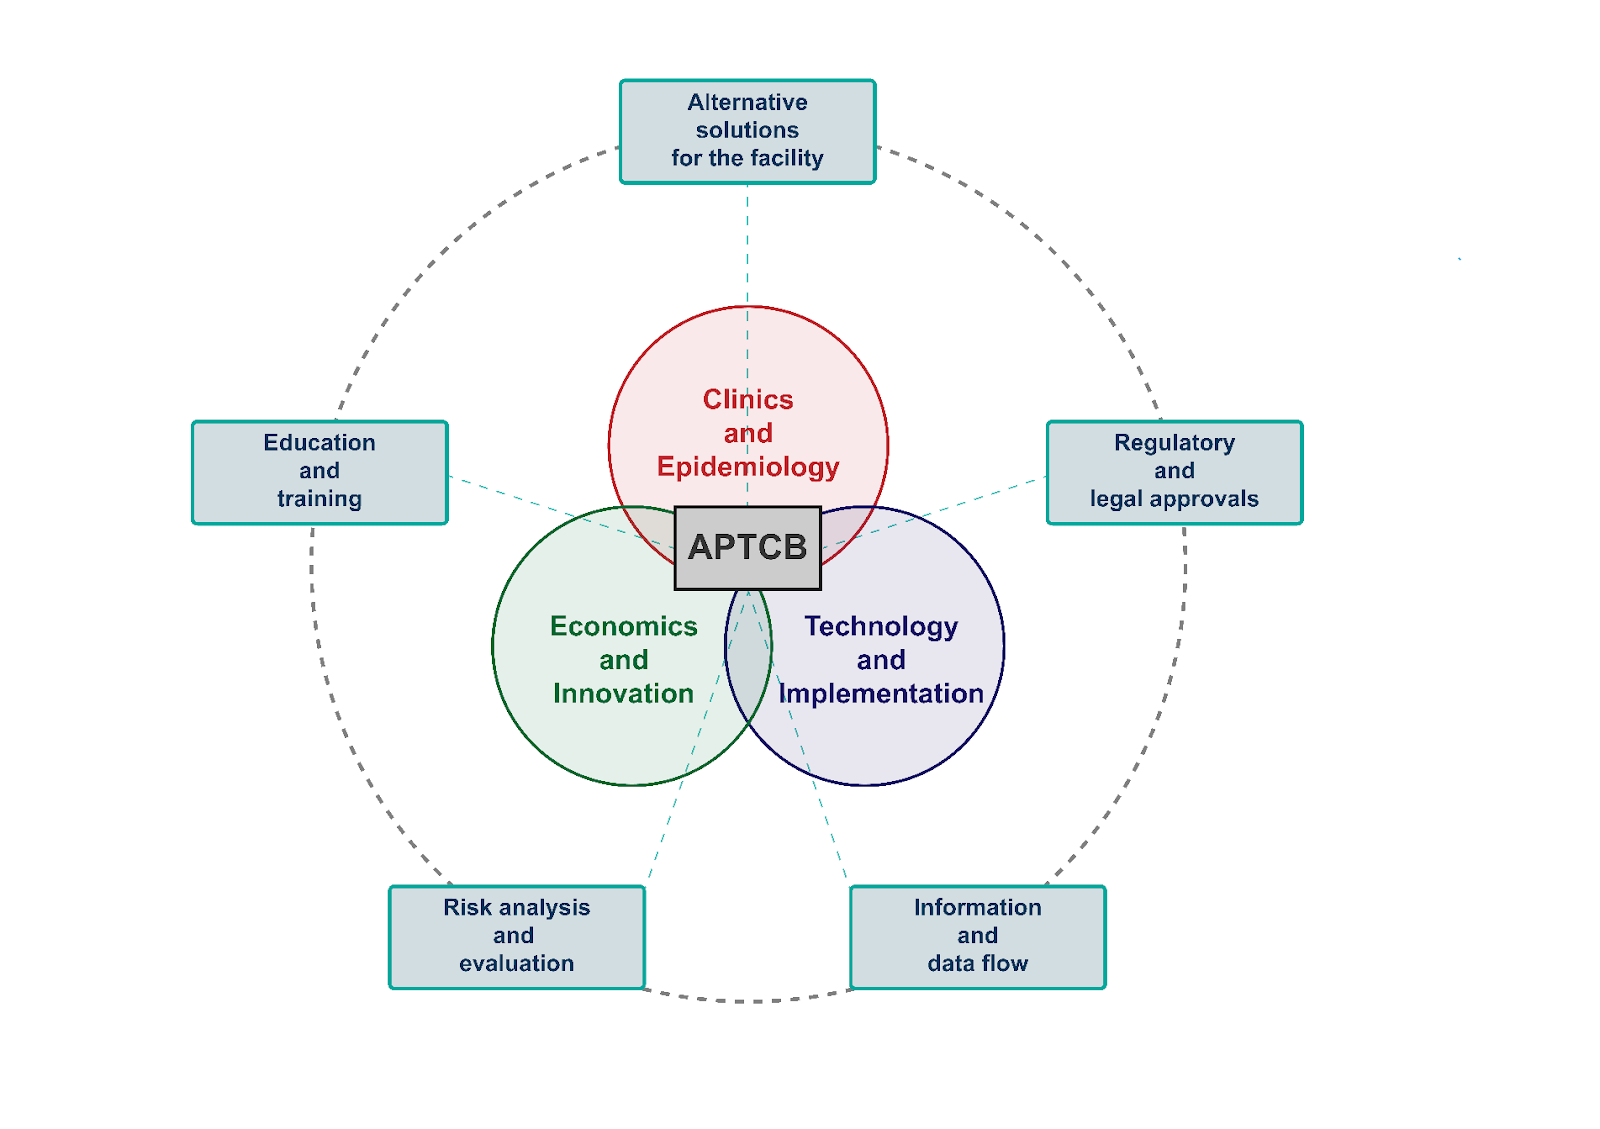 Alternative
solutions
for the facility
Clinics
and
Epidemiology
Education
and
training
Regulatory
and
legal approvals
APTCB
Economics
and
Innovation
Technology
and
Implementation
Risk analysis
and
evaluation
Information
and
data flow